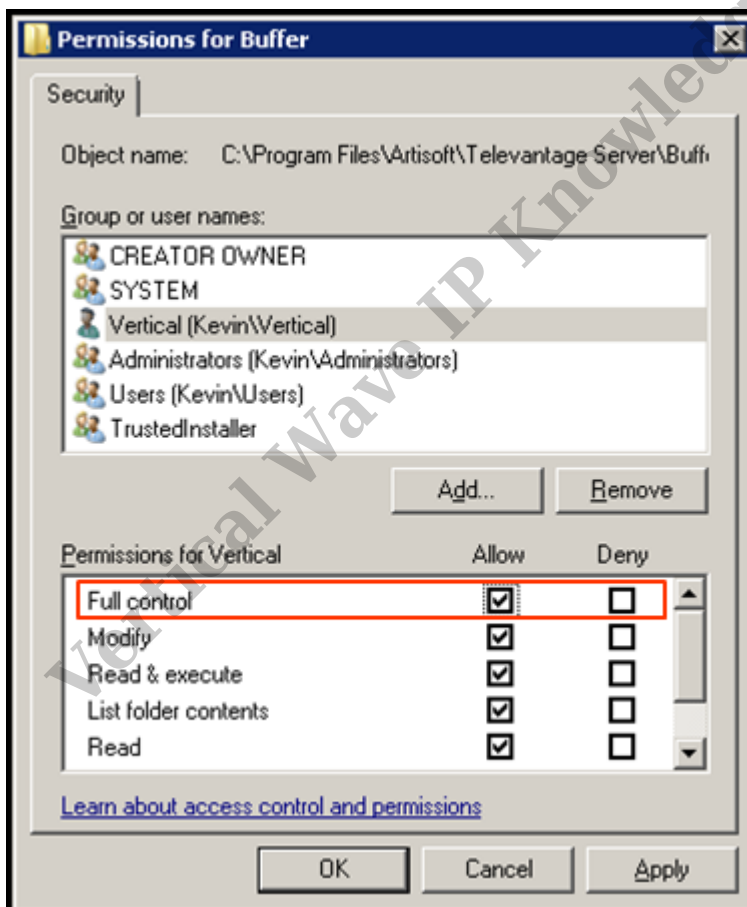 Permissions for Buffer
Security
Object name: C:\Program Files\Artisoft\Televantage Server\Buff
Group or user names:
CREATOR OWNER
SYSTEM
Vertical (Kevin\Vertical)
Administrators (Kevin\Administrators)
Users (Kevin\Users)
TrustedInstaller
Add... Remove
Permissions for Vertical Allow Deny
Full control
Modify
Read & execute
List folder contents
Read
Learn about access control and permissions
OK Cancel Apply
Vertical Wave IP Knowled